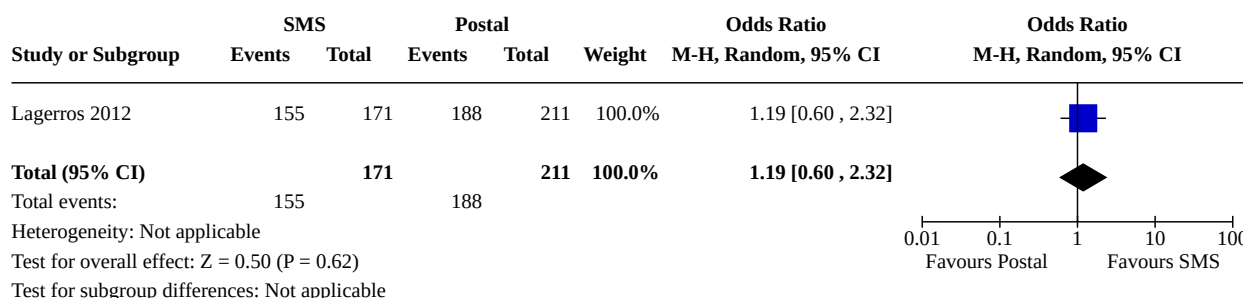 SMS Postal Odds Ratio Odds Ratio
Study or Subgroup Events Total Events Total Weight M-H, Random, 95% CI M-H, Random, 95% CI
Lagerros 2012 155 171 188 211 100.0% 1.19 [0.60 , 2.32]
Total (95% CI) 171 211 100.0% 1.19 [0.60 , 2.32]
Total events: 155 188
Heterogeneity: Not applicable
0.01 0.1 1 10 100
Test for overall effect: Z = 0.50 (P = 0.62) Favours Postal Favours SMS
Test for subgroup differences: Not applicable